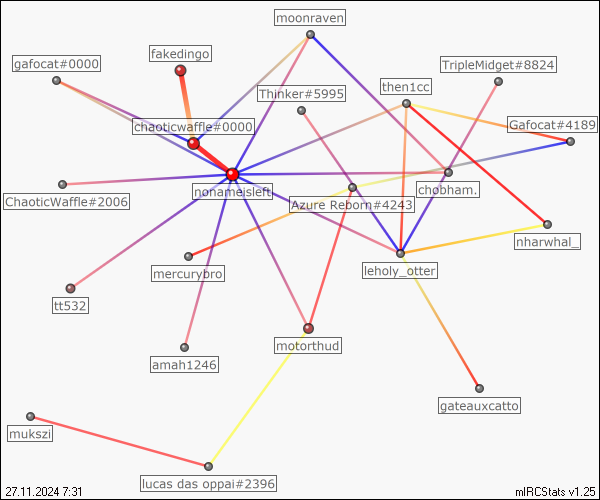 moonraven
fakedingo
gafocat#0000
TripleMidget#8824
then1cc
Thinker#5995
chaoticwaffle#0000
Gafocat#4189
nonameisleft
chobham.
ChaoticWaffle#2006
Azure Reborn#4243
nharwhal_
mercurybro
leholy_otter
tt532
motorthud
amah1246
gateauxcatto
mukszi
lucas das oppai#2396
27.11.2024 7:31
mIRCStats v1.25